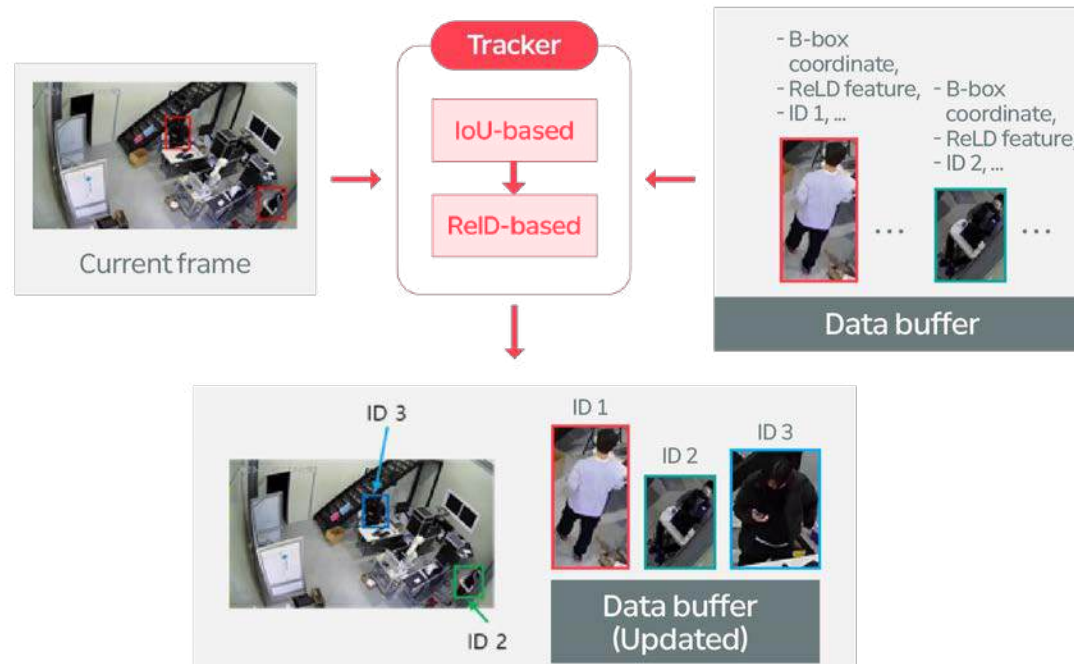 Tracker
IoU-based
ReID-based
Current frame
- B-box
coordinate,
- ReLD feature,
- ID 1, ...
- B-box
coordinate,
- ReLD feature,
- ID 2, ...
...
...
Data buffer
ID 3
ID 2
ID 1
ID 2
ID 3
Data buffer
(Updated)